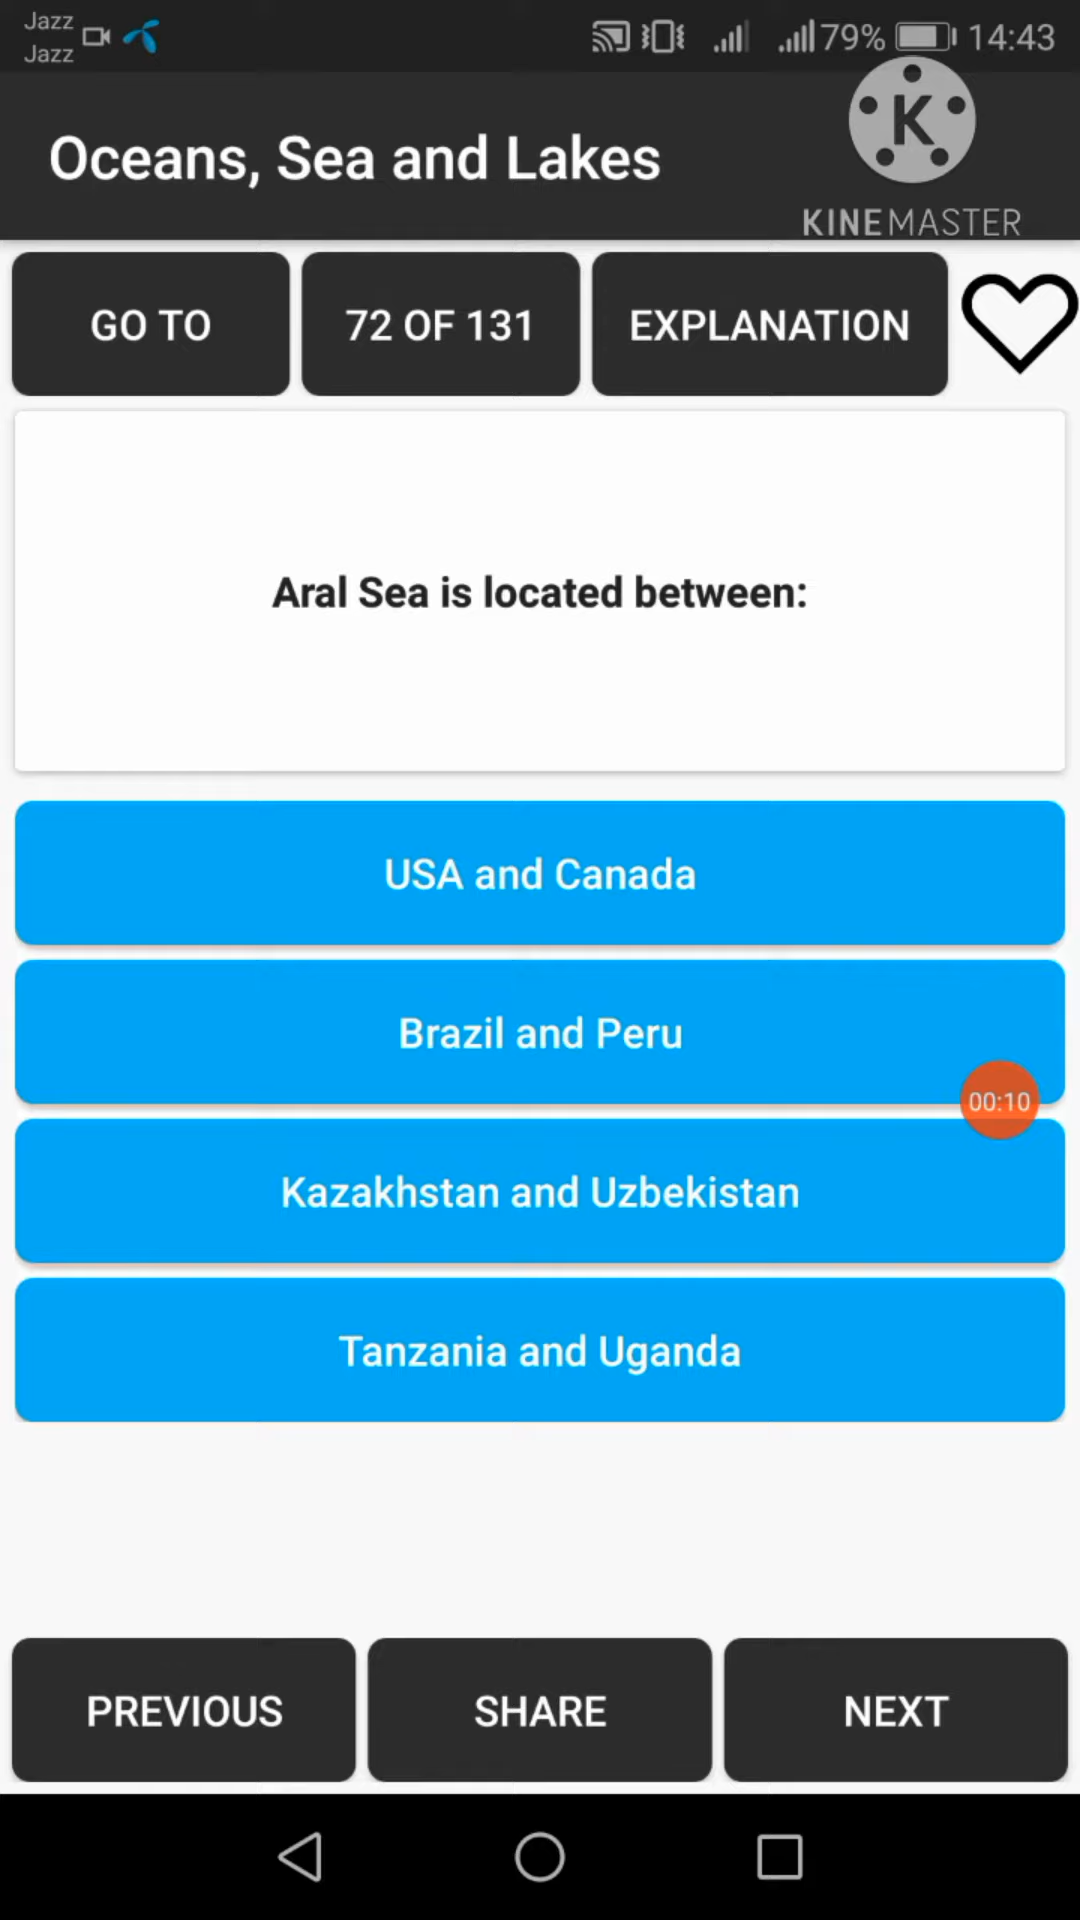 Jazz
Jazz
79% 14:43
Oceans, Sea and Lakes
K
KINEMASTER
GO TO
72 OF 131
EXPLANATION
Aral Sea is located between:
USA and Canada
Brazil and Peru
00:10
Kazakhstan and Uzbekistan
Tanzania and Uganda
PREVIOUS
SHARE
NEXT